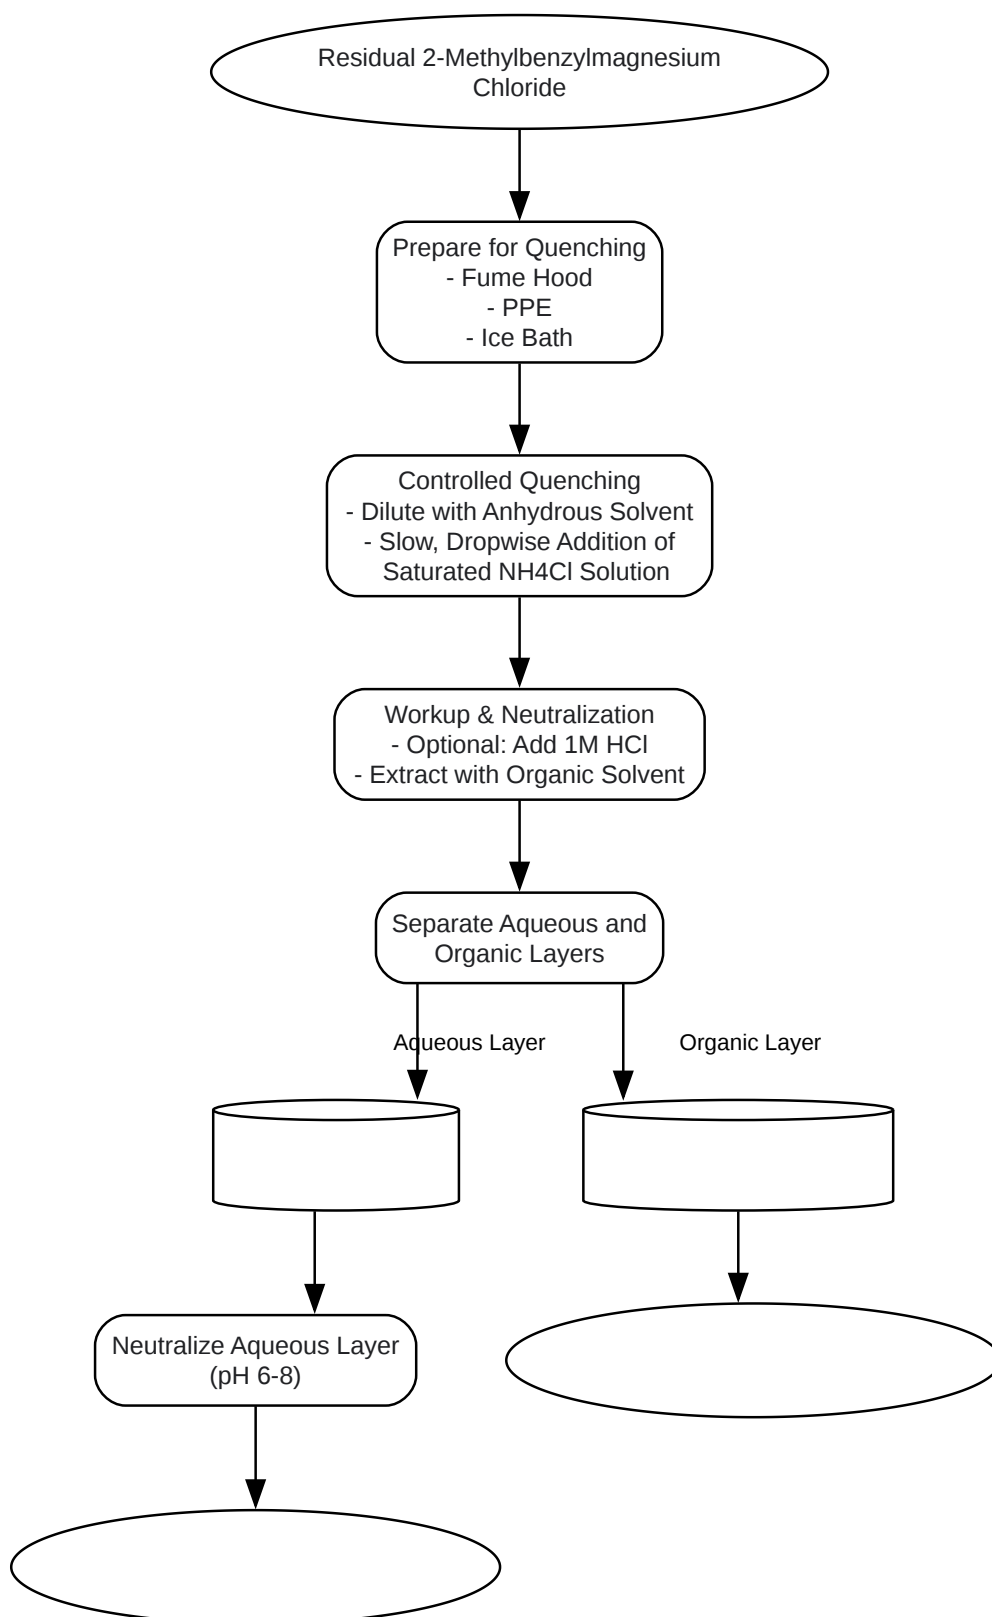 Residual 2-Methylbenzylmagnesium
Chloride
Prepare for Quenching
- Fume Hood
- PPE
- Ice Bath
Controlled Quenching
- Dilute with Anhydrous Solvent
- Slow, Dropwise Addition of
Saturated NH4Cl Solution
Workup & Neutralization
- Optional: Add 1M HCl
- Extract with Organic Solvent
Separate Aqueous and
Organic Layers
Aqueous Layer
Organic Layer
Neutralize Aqueous Layer
(pH 6-8)